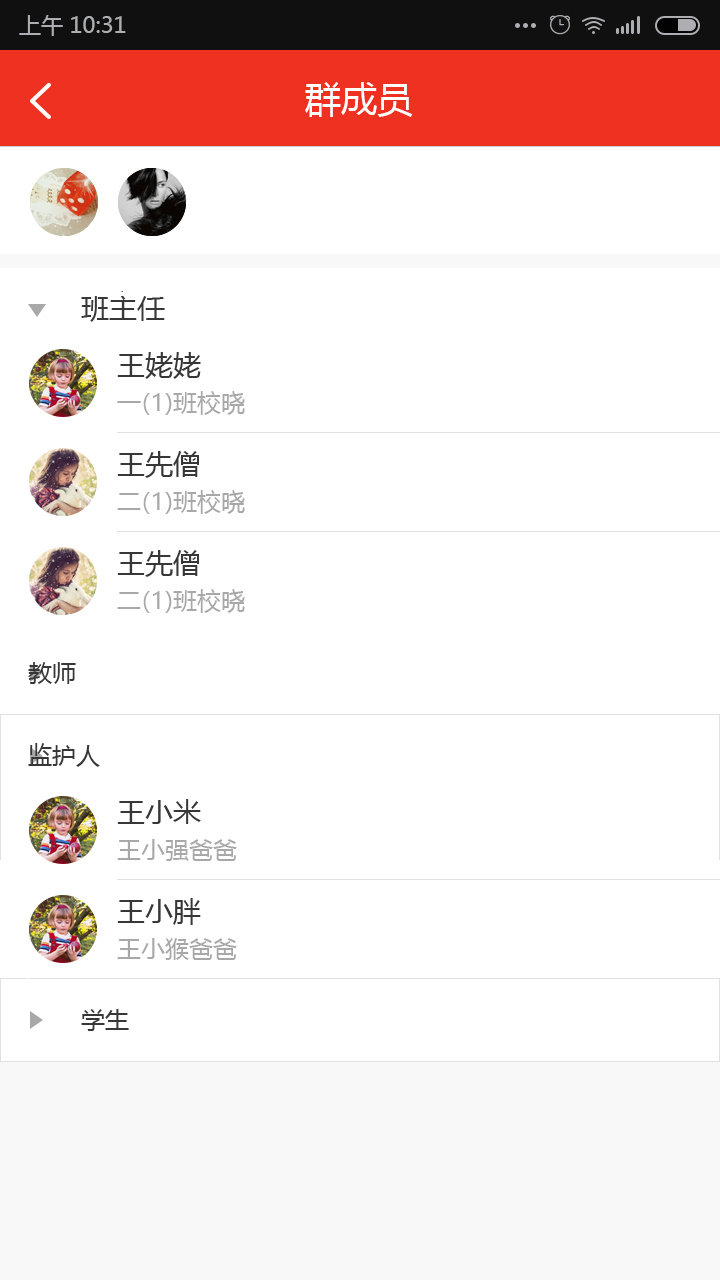 上午 10:31
群成员
班主任
王姥姥
一(1)班校晓
王先僧
二(1)班校晓
王先僧
二(1)班校晓
教师
监护人
王小米
王小强爸爸
王小胖
王小猴爸爸
学生